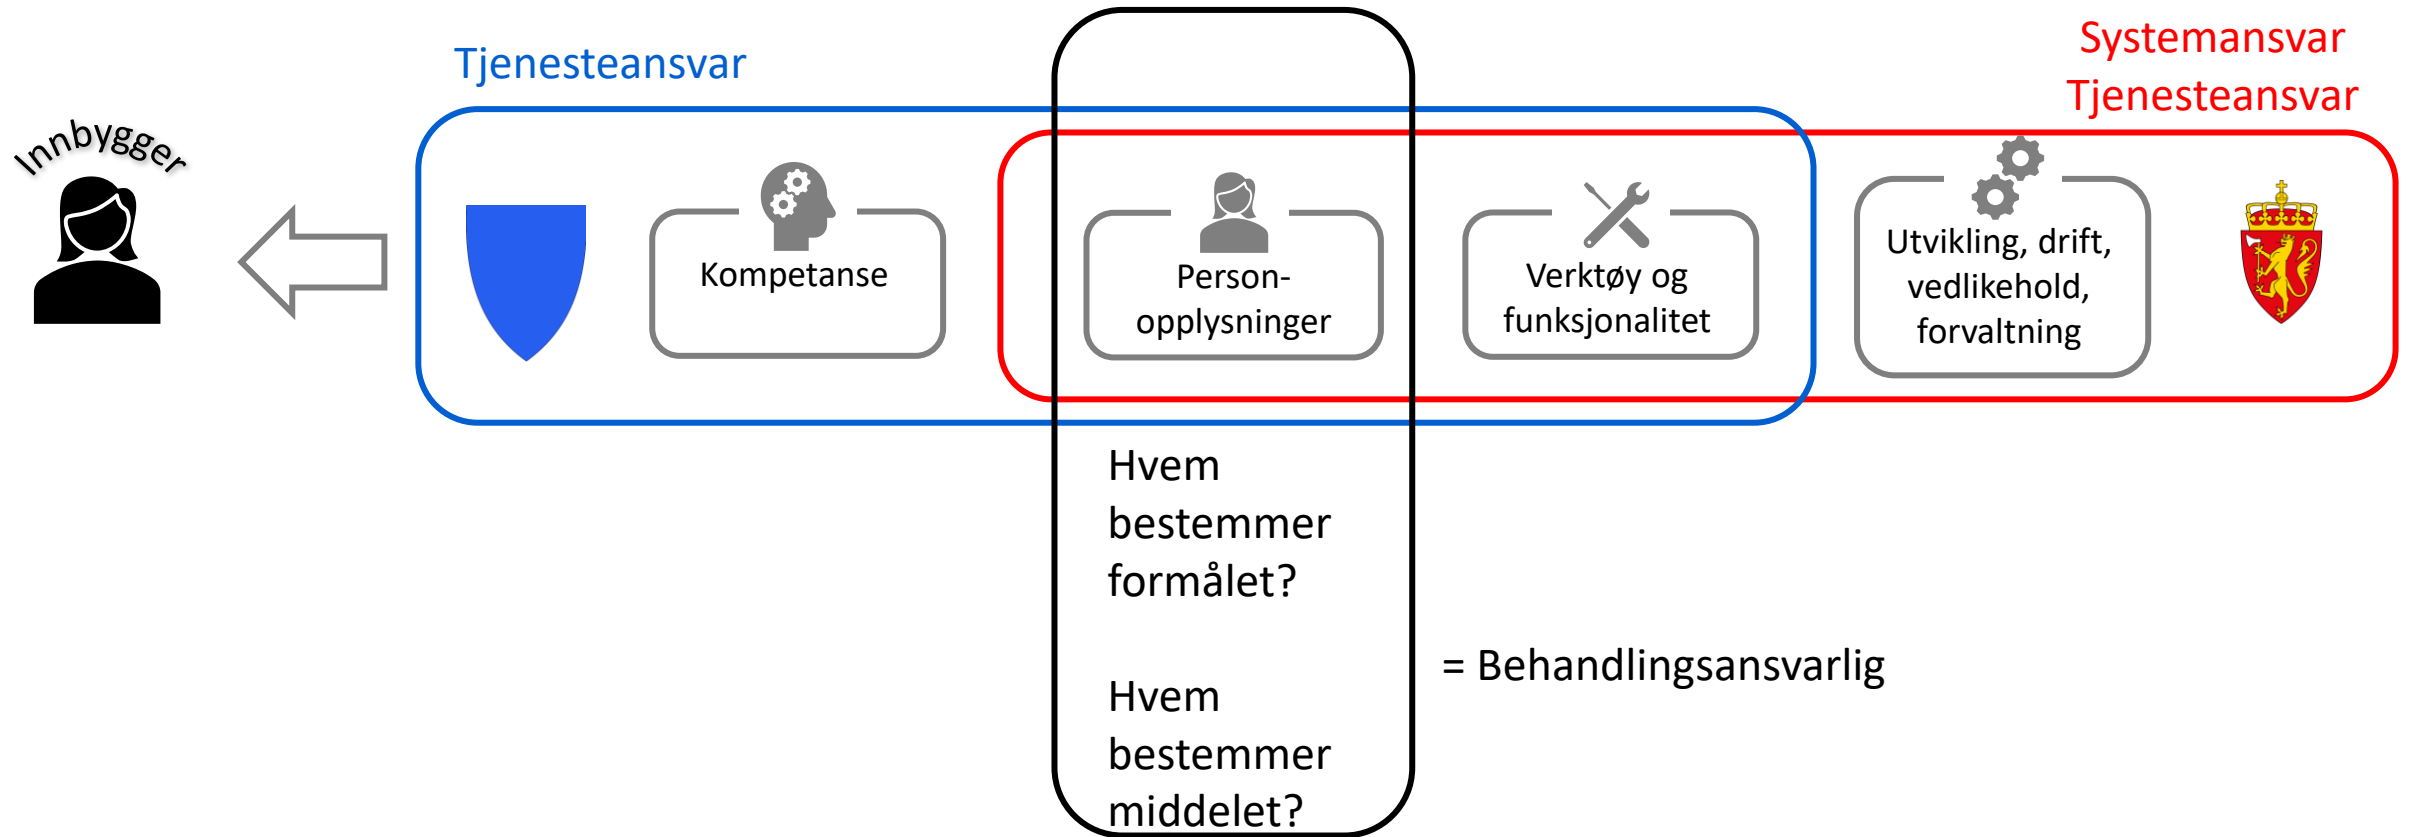 Systemansvar
Tjenesteansvar
Tjenesteansvar
Innbygger
Kompetanse
Person-
opplysninger
Verktøy og
funksjonalitet
Utvikling, drift,
vedlikehold,
forvaltning
Hvem
bestemmer
formålet?
= Behandlingsansvarlig
Hvem
bestemmer
middelet?